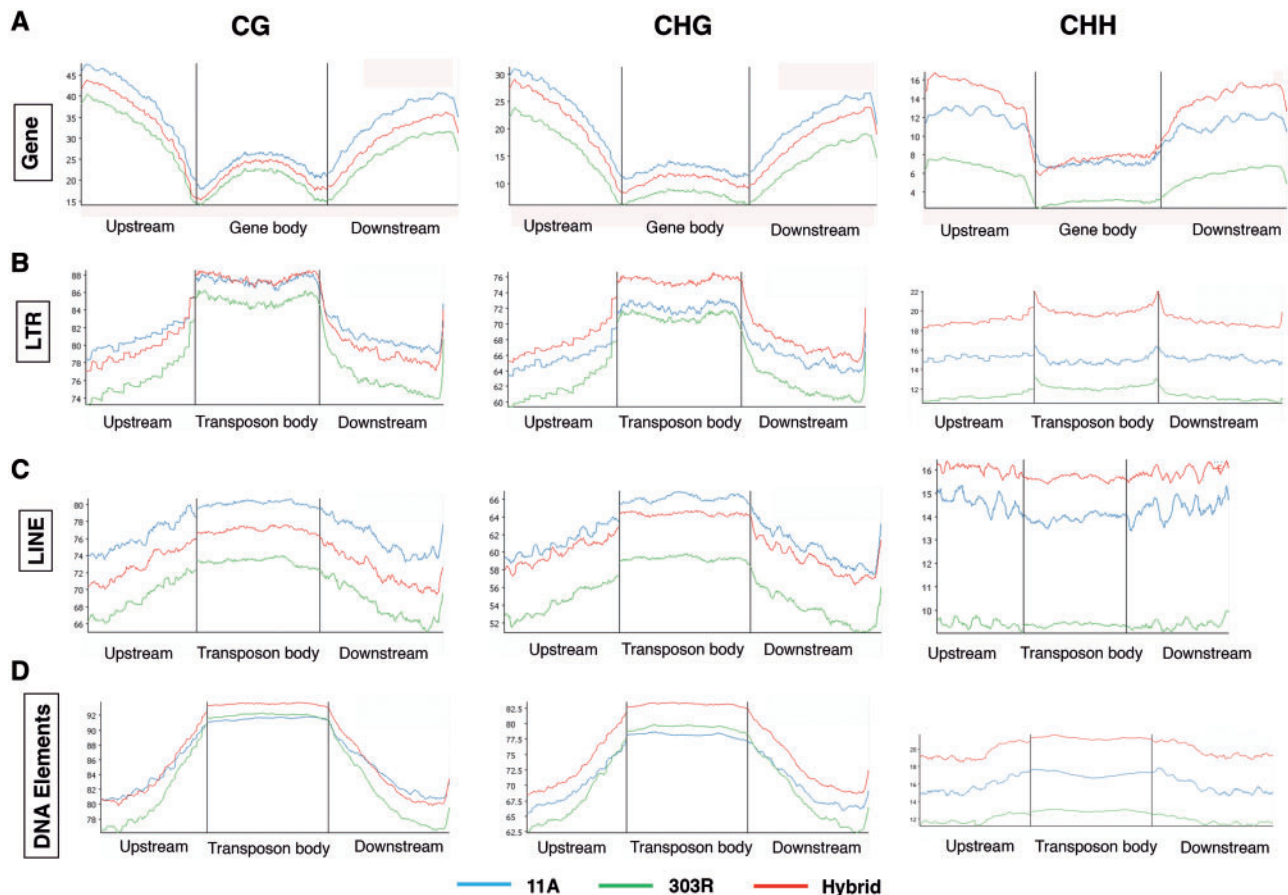 A
CG
CHG
CHH
Gene
45
40
35
30
25
20
15
Upstream
Gene body
Downstream
30
25
20
15
10
Upstream
Gene body
Downstream
16
14
12
10
8
6
4
Upstream
Gene body
Downstream
B
LTR
88
86
84
82
80
78
76
74
Upstream
Transposon body
Downstream
76
74
72
70
68
66
64
62
60
Upstream
Transposon body
Downstream
22
20
18
16
14
12
Upstream
Transposon body
Downstream
C
LINE
80
78
76
74
72
70
68
66
Upstream
Transposon body
Downstream
66
64
62
60
58
56
54
52
Upstream
Transposon body
Downstream
16
15
14
13
12
11
10
Upstream
Transposon body
Downstream
D
DNA Elements
92
90
88
86
84
82
80
78
Upstream
Transposon body
Downstream
82.5
80
77.5
75
72.5
70
67.5
65
62.5
Upstream
Transposon body
Downstream
20
18
16
14
12
Upstream
Transposon body
Downstream
11A
303R
Hybrid